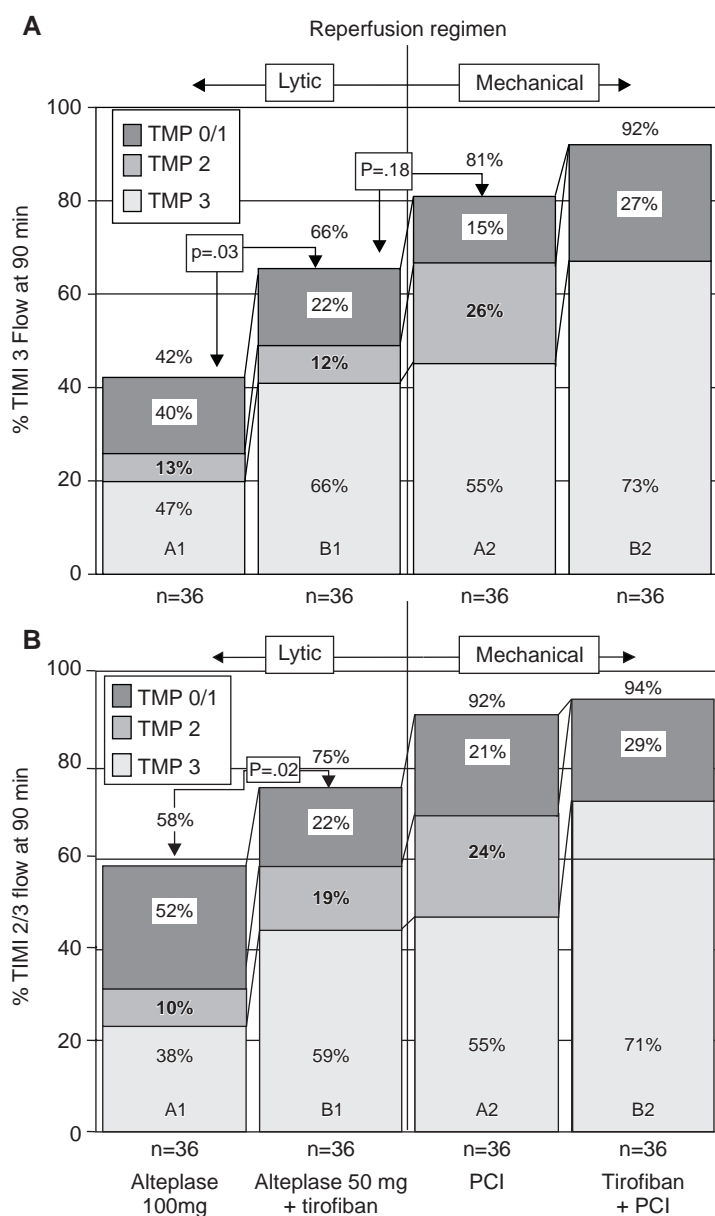 A
Reperfusion regimen
Lytic
Mechanical
100
80
60
40
20
0
% TIMI 3 Flow at 90 min
TMP 0/1
TMP 2
TMP 3
p=.03
P=.18
42%
66%
81%
92%
40%
22%
15%
27%
13%
12%
26%
47%
66%
55%
73%
A1
B1
A2
B2
n=36
n=36
n=36
n=36
B
Lytic
Mechanical
100
80
60
40
20
0
% TIMI 2/3 flow at 90 min
TMP 0/1
TMP 2
TMP 3
P=.02
58%
75%
92%
94%
52%
22%
21%
29%
10%
19%
24%
38%
59%
55%
71%
A1
B1
A2
B2
n=36
n=36
n=36
n=36
Alteplase
100mg
Alteplase 50 mg
+ tirofiban
PCI
Tirofiban
+ PCI